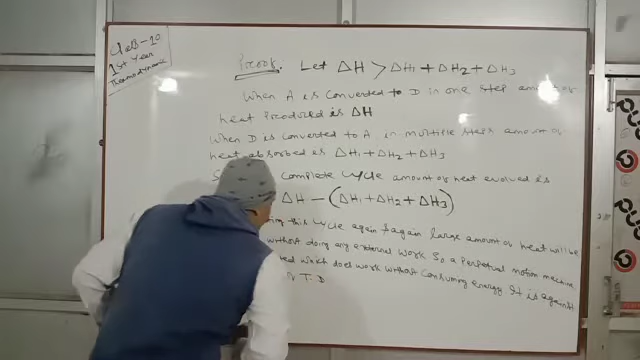 Lec-10
1st Year
Thermodynamics
Proof. Let ΔH > ΔH1 + ΔH2 + ΔH3
When A is converted to D in one step amount of
heat Produced is ΔH
When D is converted to A in multiple steps amount of
heat absorbed is ΔH1 + ΔH2 + ΔH3
complete cycle amount of heat evolved is
ΔH - (ΔH1 + ΔH2 + ΔH3)
this cycle again & again large amount of heat will be
without doing any external work So a perpetual motion machine
which does work without consuming energy It is against
T.D